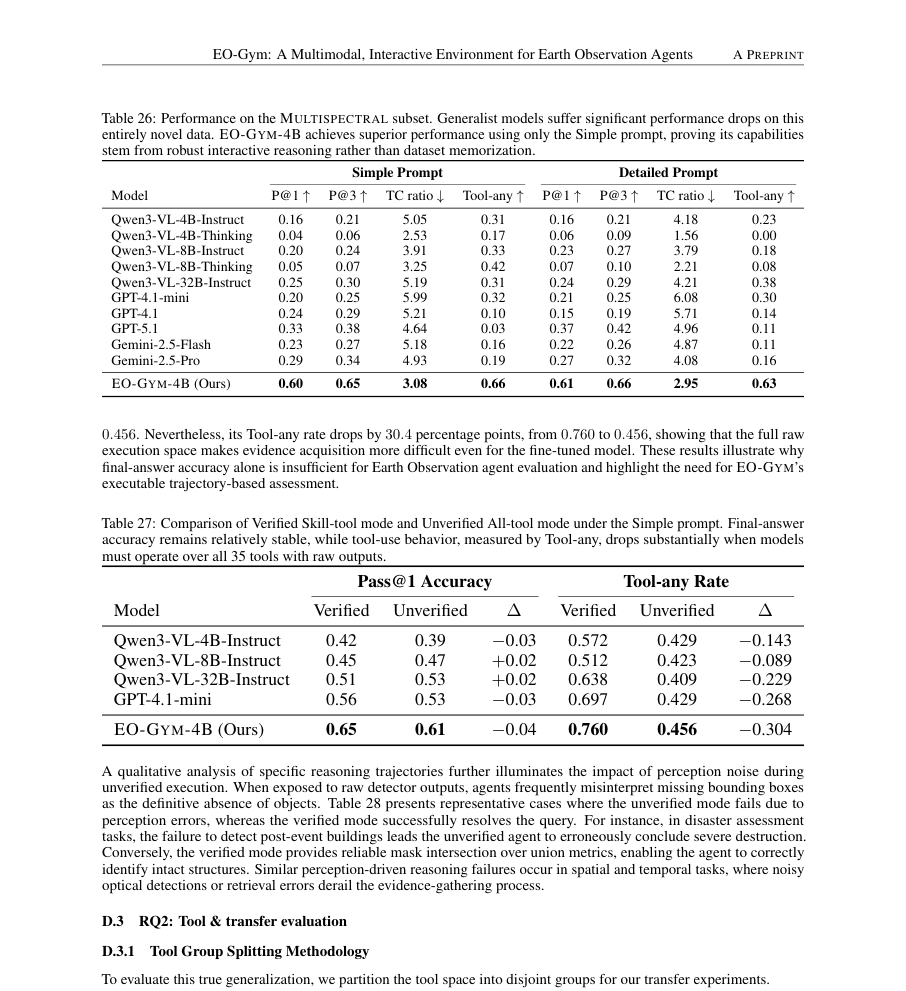 EO-Gym: A Multimodal, Interactive Environment for Earth Observation Agents A PREPRINT
Table 26: Performance on the MULTISPECTRAL subset. Generalist models suffer significant performance drops on this
entirely novel data. EO-GYM-4B achieves superior performance using only the Simple prompt, proving its capabilities
stem from robust interactive reasoning rather than dataset memorization.
Simple Prompt Detailed Prompt
Model P@1 ↑ P@3 ↑ TC ratio ↓ Tool-any ↑ P@1 ↑ P@3 ↑ TC ratio ↓ Tool-any ↑
Qwen3-VL-4B-Instruct 0.16 0.21 5.05 0.31 0.16 0.21 4.18 0.23
Qwen3-VL-4B-Thinking 0.04 0.06 2.53 0.17 0.06 0.09 1.56 0.00
Qwen3-VL-8B-Instruct 0.20 0.24 3.91 0.33 0.23 0.27 3.79 0.18
Qwen3-VL-8B-Thinking 0.05 0.07 3.25 0.42 0.07 0.10 2.21 0.08
Qwen3-VL-32B-Instruct 0.25 0.30 5.19 0.31 0.24 0.29 4.21 0.38
GPT-4.1-mini 0.20 0.25 5.99 0.32 0.21 0.25 6.08 0.30
GPT-4.1 0.24 0.29 5.21 0.10 0.15 0.19 5.71 0.14
GPT-5.1 0.33 0.38 4.64 0.03 0.37 0.42 4.96 0.11
Gemini-2.5-Flash 0.23 0.27 5.18 0.16 0.22 0.26 4.87 0.11
Gemini-2.5-Pro 0.29 0.34 4.93 0.19 0.27 0.32 4.08 0.16
EO-GYM-4B (Ours) 0.60 0.65 3.08 0.66 0.61 0.66 2.95 0.63
0.456. Nevertheless, its Tool-any rate drops by 30.4 percentage points, from 0.760 to 0.456, showing that the full raw
execution space makes evidence acquisition more difficult even for the fine-tuned model. These results illustrate why
final-answer accuracy alone is insufficient for Earth Observation agent evaluation and highlight the need for EO-GYM's
executable trajectory-based assessment.
Table 27: Comparison of Verified Skill-tool mode and Unverified All-tool mode under the Simple prompt. Final-answer
accuracy remains relatively stable, while tool-use behavior, measured by Tool-any, drops substantially when models
must operate over all 35 tools with raw outputs.
Pass@1 Accuracy Tool-any Rate
Model Verified Unverified Δ Verified Unverified Δ
Qwen3-VL-4B-Instruct 0.42 0.39 −0.03 0.572 0.429 −0.143
Qwen3-VL-8B-Instruct 0.45 0.47 +0.02 0.512 0.423 −0.089
Qwen3-VL-32B-Instruct 0.51 0.53 +0.02 0.638 0.409 −0.229
GPT-4.1-mini 0.56 0.53 −0.03 0.697 0.429 −0.268
EO-GYM-4B (Ours) 0.65 0.61 −0.04 0.760 0.456 −0.304
A qualitative analysis of specific reasoning trajectories further illuminates the impact of perception noise during
unverified execution. When exposed to raw detector outputs, agents frequently misinterpret missing bounding boxes
as the definitive absence of objects. Table 28 presents representative cases where the unverified mode fails due to
perception errors, whereas the verified mode successfully resolves the query. For instance, in disaster assessment
tasks, the failure to detect post-event buildings leads the unverified agent to erroneously conclude severe destruction.
Conversely, the verified mode provides reliable mask intersection over union metrics, enabling the agent to correctly
identify intact structures. Similar perception-driven reasoning failures occur in spatial and temporal tasks, where noisy
optical detections or retrieval errors derail the evidence-gathering process.
D.3 RQ2: Tool & transfer evaluation
D.3.1 Tool Group Splitting Methodology
To evaluate this true generalization, we partition the tool space into disjoint groups for our transfer experiments.